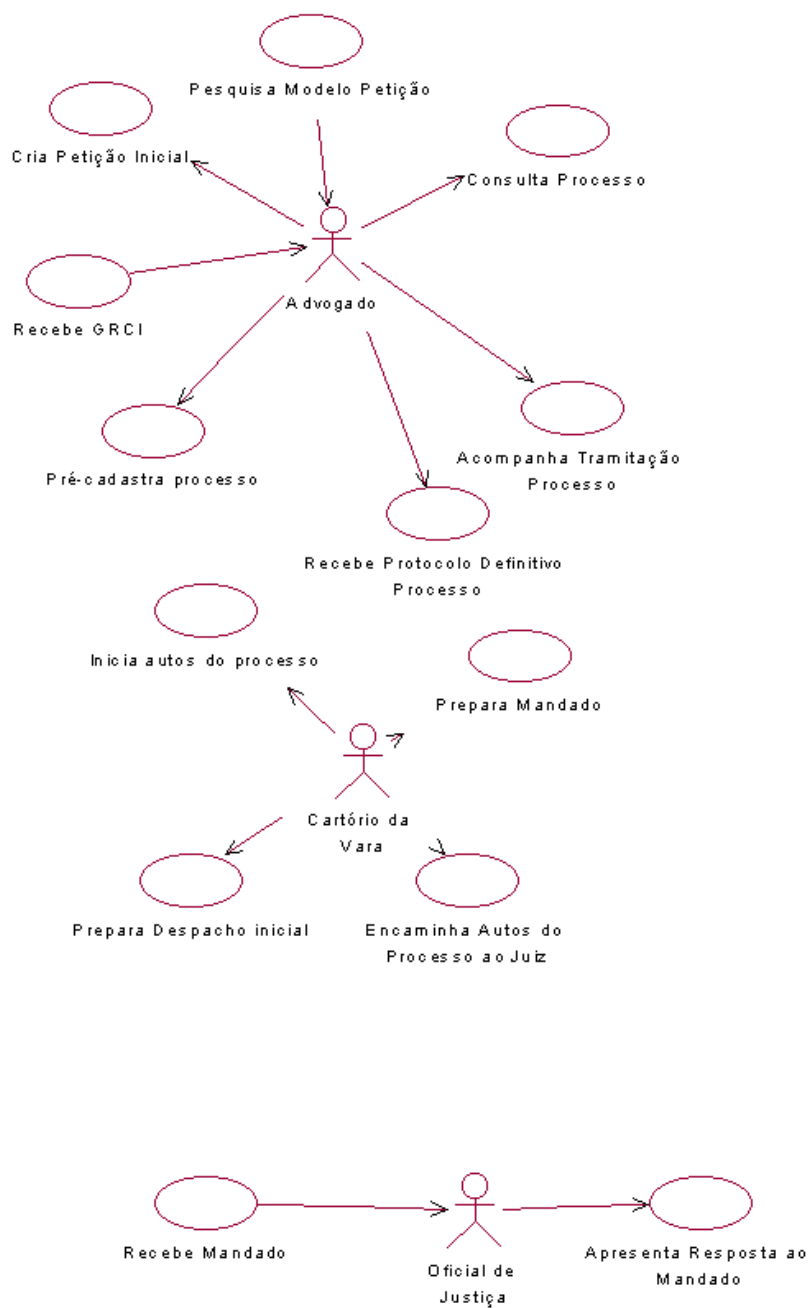 Pesquisa Modelo Petição
Cria Petição Inicial
Consulta Processo
Advogado
Recebe GRCI
Acompanha Tramitação
Processo
Pré-cadastra processo
Recebe Protocolo Definitivo
Processo
Inicia autos do processo
Prepara Mandado
Cartório da
Vara
Prepara Despacho inicial
Encaminha Autos do
Processo ao Juiz
Recebe Mandado
Oficial de
Justiça
Apresenta Resposta ao
Mandado